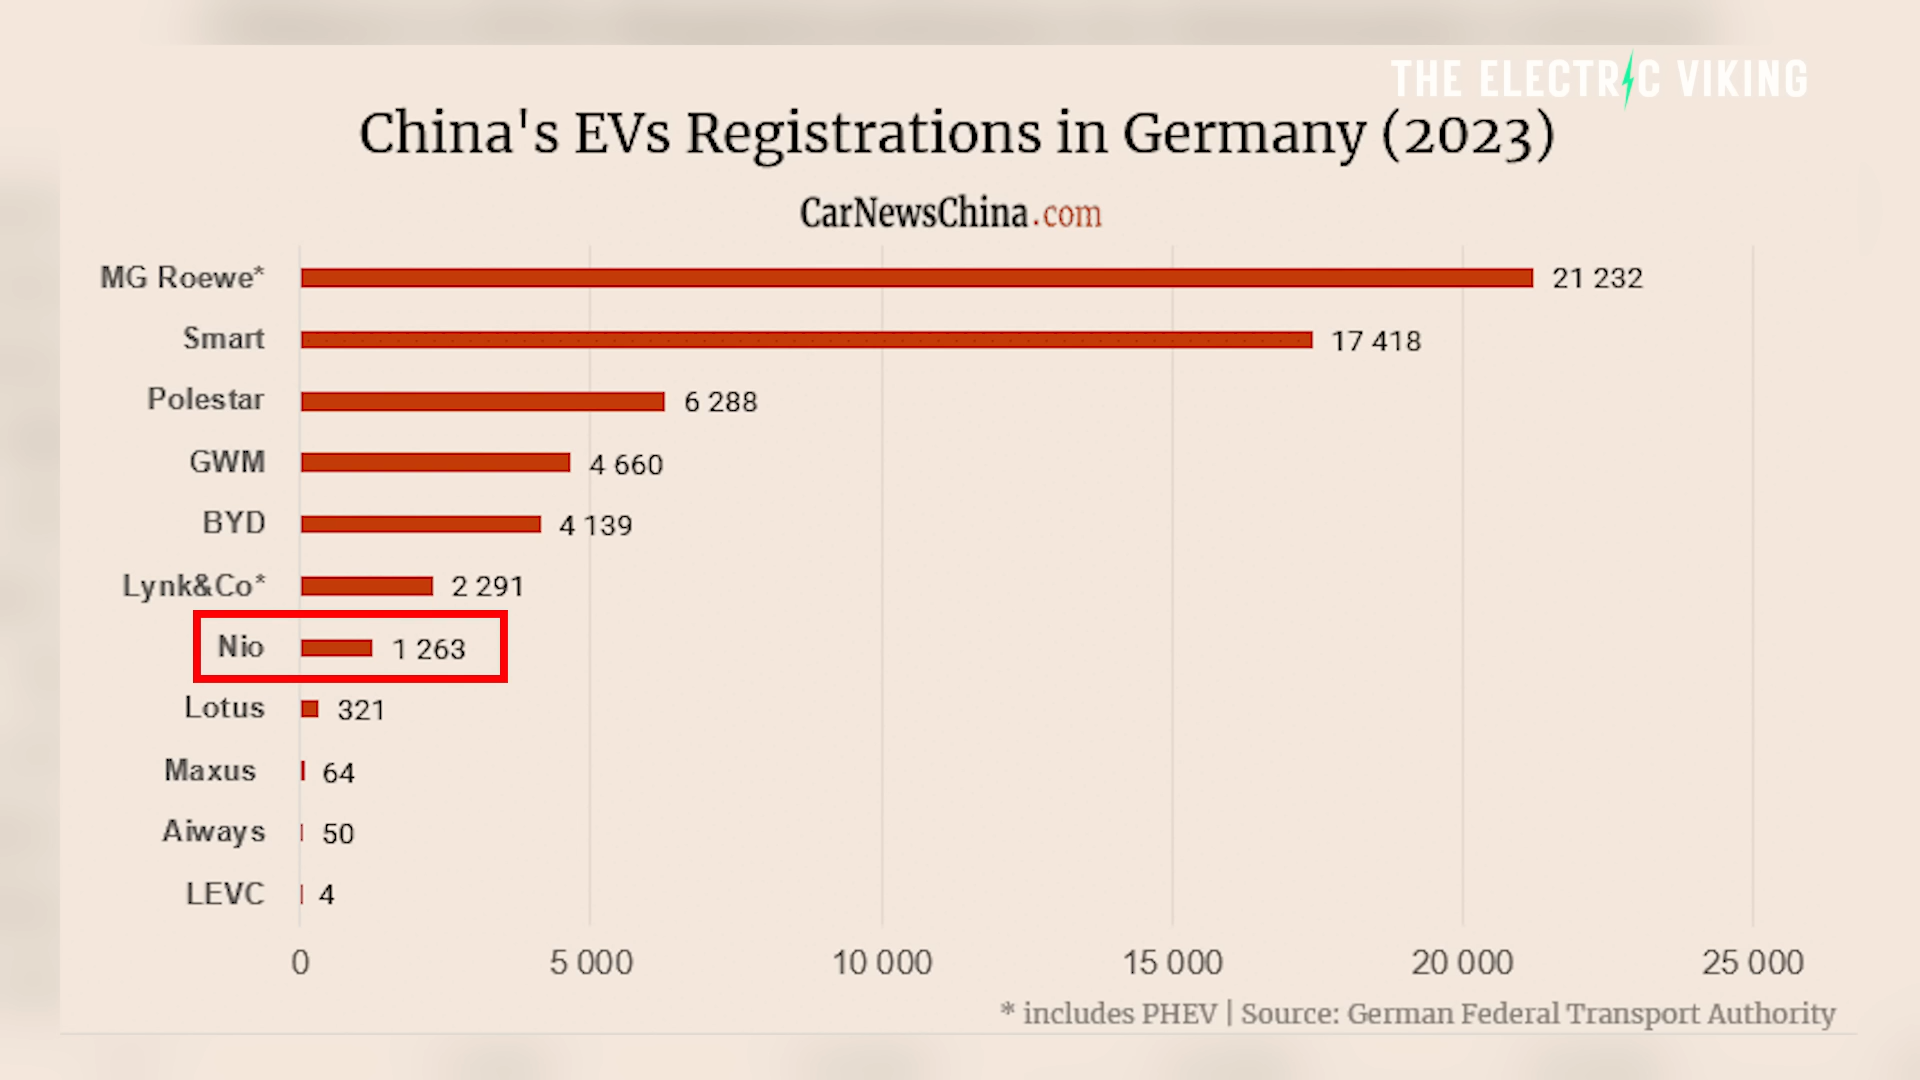 THE ELECTRIC VIKING
China's EVs Registrations in Germany (2023)
CarNewsChina.com
MG Roewe* 21 232
Smart 17 418
Polestar 6 288
GWM 4 660
BYD 4 139
Lynk&Co* 2 291
Nio 1 263
Lotus 321
Maxus 64
Aiways 50
LEVC 4
0 5 000 10 000 15 000 20 000 25 000
* includes PHEV | Source: German Federal Transport Authority